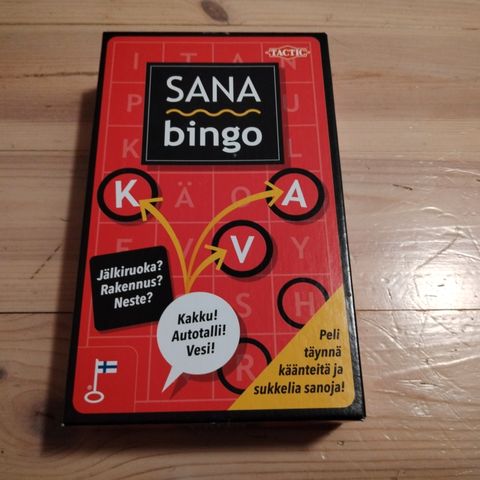 TACTIC
I T A N
SANA
bingo
P U
K L
K Ä O A
E V V Y
Jälkiruoka?
Rakennus?
Neste?
Kakku!
Autotalli!
Vesi!
S H
R
Peli
täynnä
käänteitä ja
sukkelia sanoja!